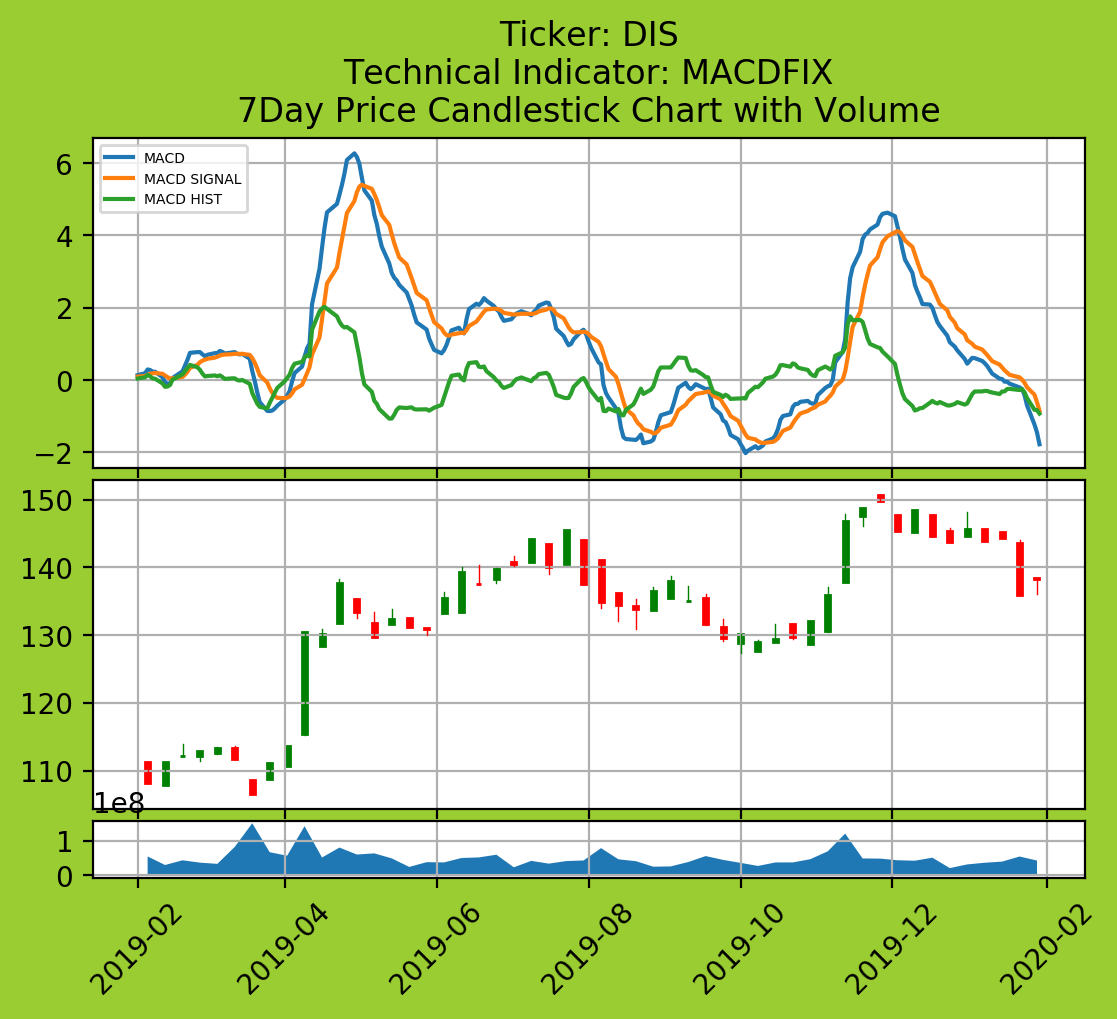 Ticker: DIS
Technical Indicator: MACDFIX
7Day Price Candlestick Chart with Volume
MACD
MACD SIGNAL
MACD HIST
6
4
2
0
−2
150
140
130
120
110
1e8
1
0
2019-02
2019-04
2019-06
2019-08
2019-10
2019-12
2020-02